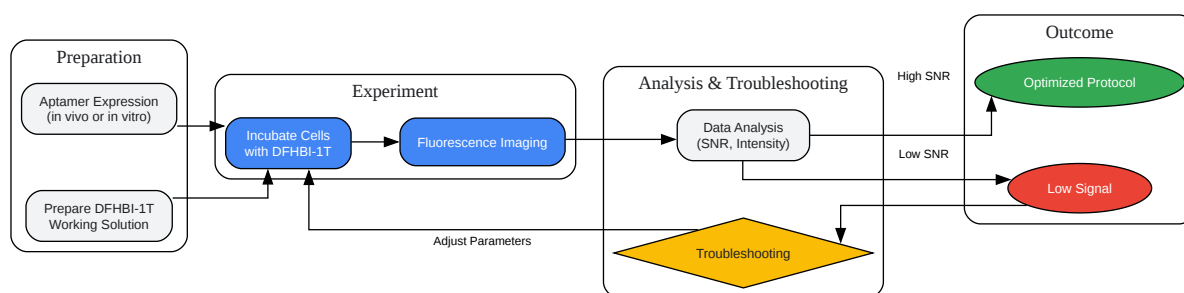 Preparation
Aptamer Expression
(in vivo or in vitro)
Prepare DFHBI-1T
Working Solution
Experiment
Incubate Cells
with DFHBI-1T
Fluorescence Imaging
Adjust Parameters
Analysis & Troubleshooting
Data Analysis
(SNR, Intensity)
Troubleshooting
High SNR
Low SNR
Outcome
Optimized Protocol
Low Signal